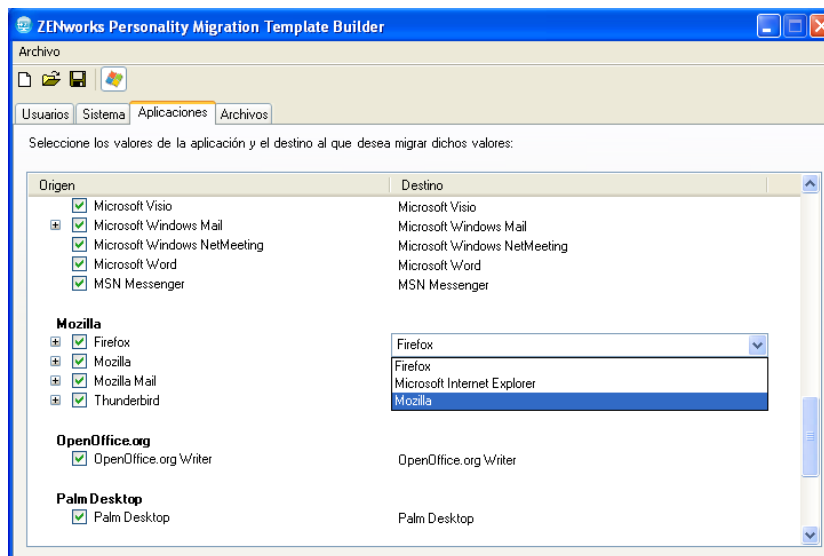 ZENworks Personality Migration Template Builder
Archivo
Usuarios Sistema Aplicaciones Archivos
Seleccione los valores de la aplicación y el destino al que desea migrar dichos valores:
Origen Destino
Microsoft Visio Microsoft Visio
Microsoft Windows Mail Microsoft Windows Mail
Microsoft Windows NetMeeting Microsoft Windows NetMeeting
Microsoft Word Microsoft Word
MSN Messenger MSN Messenger
Mozilla
Firefox Firefox
Mozilla Firefox
Mozilla Mail Microsoft Internet Explorer
Thunderbird Mozilla
OpenOffice.org
OpenOffice.org Writer OpenOffice.org Writer
Palm Desktop
Palm Desktop Palm Desktop